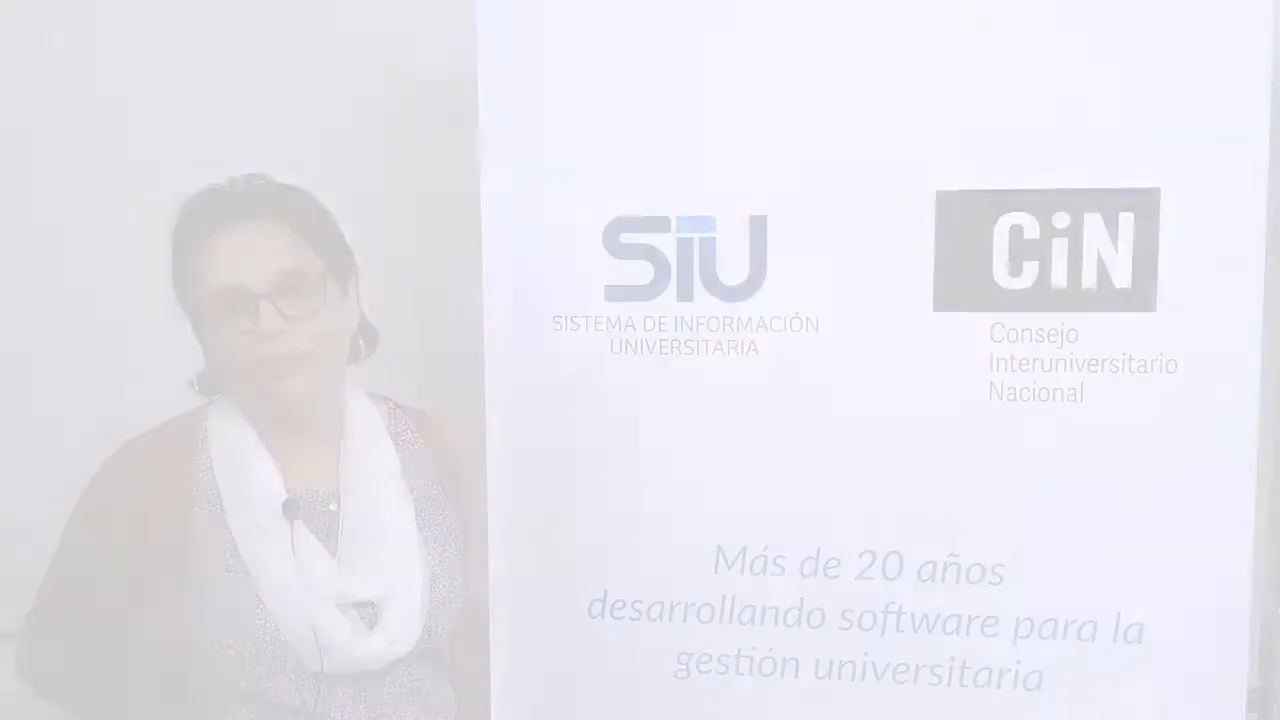 SIU
SISTEMA DE INFORMACIÓN
UNIVERSITARIA
CiN
Consejo
Interuniversitario
Nacional
Más de 20 años
desarrollando software para la
gestión universitaria